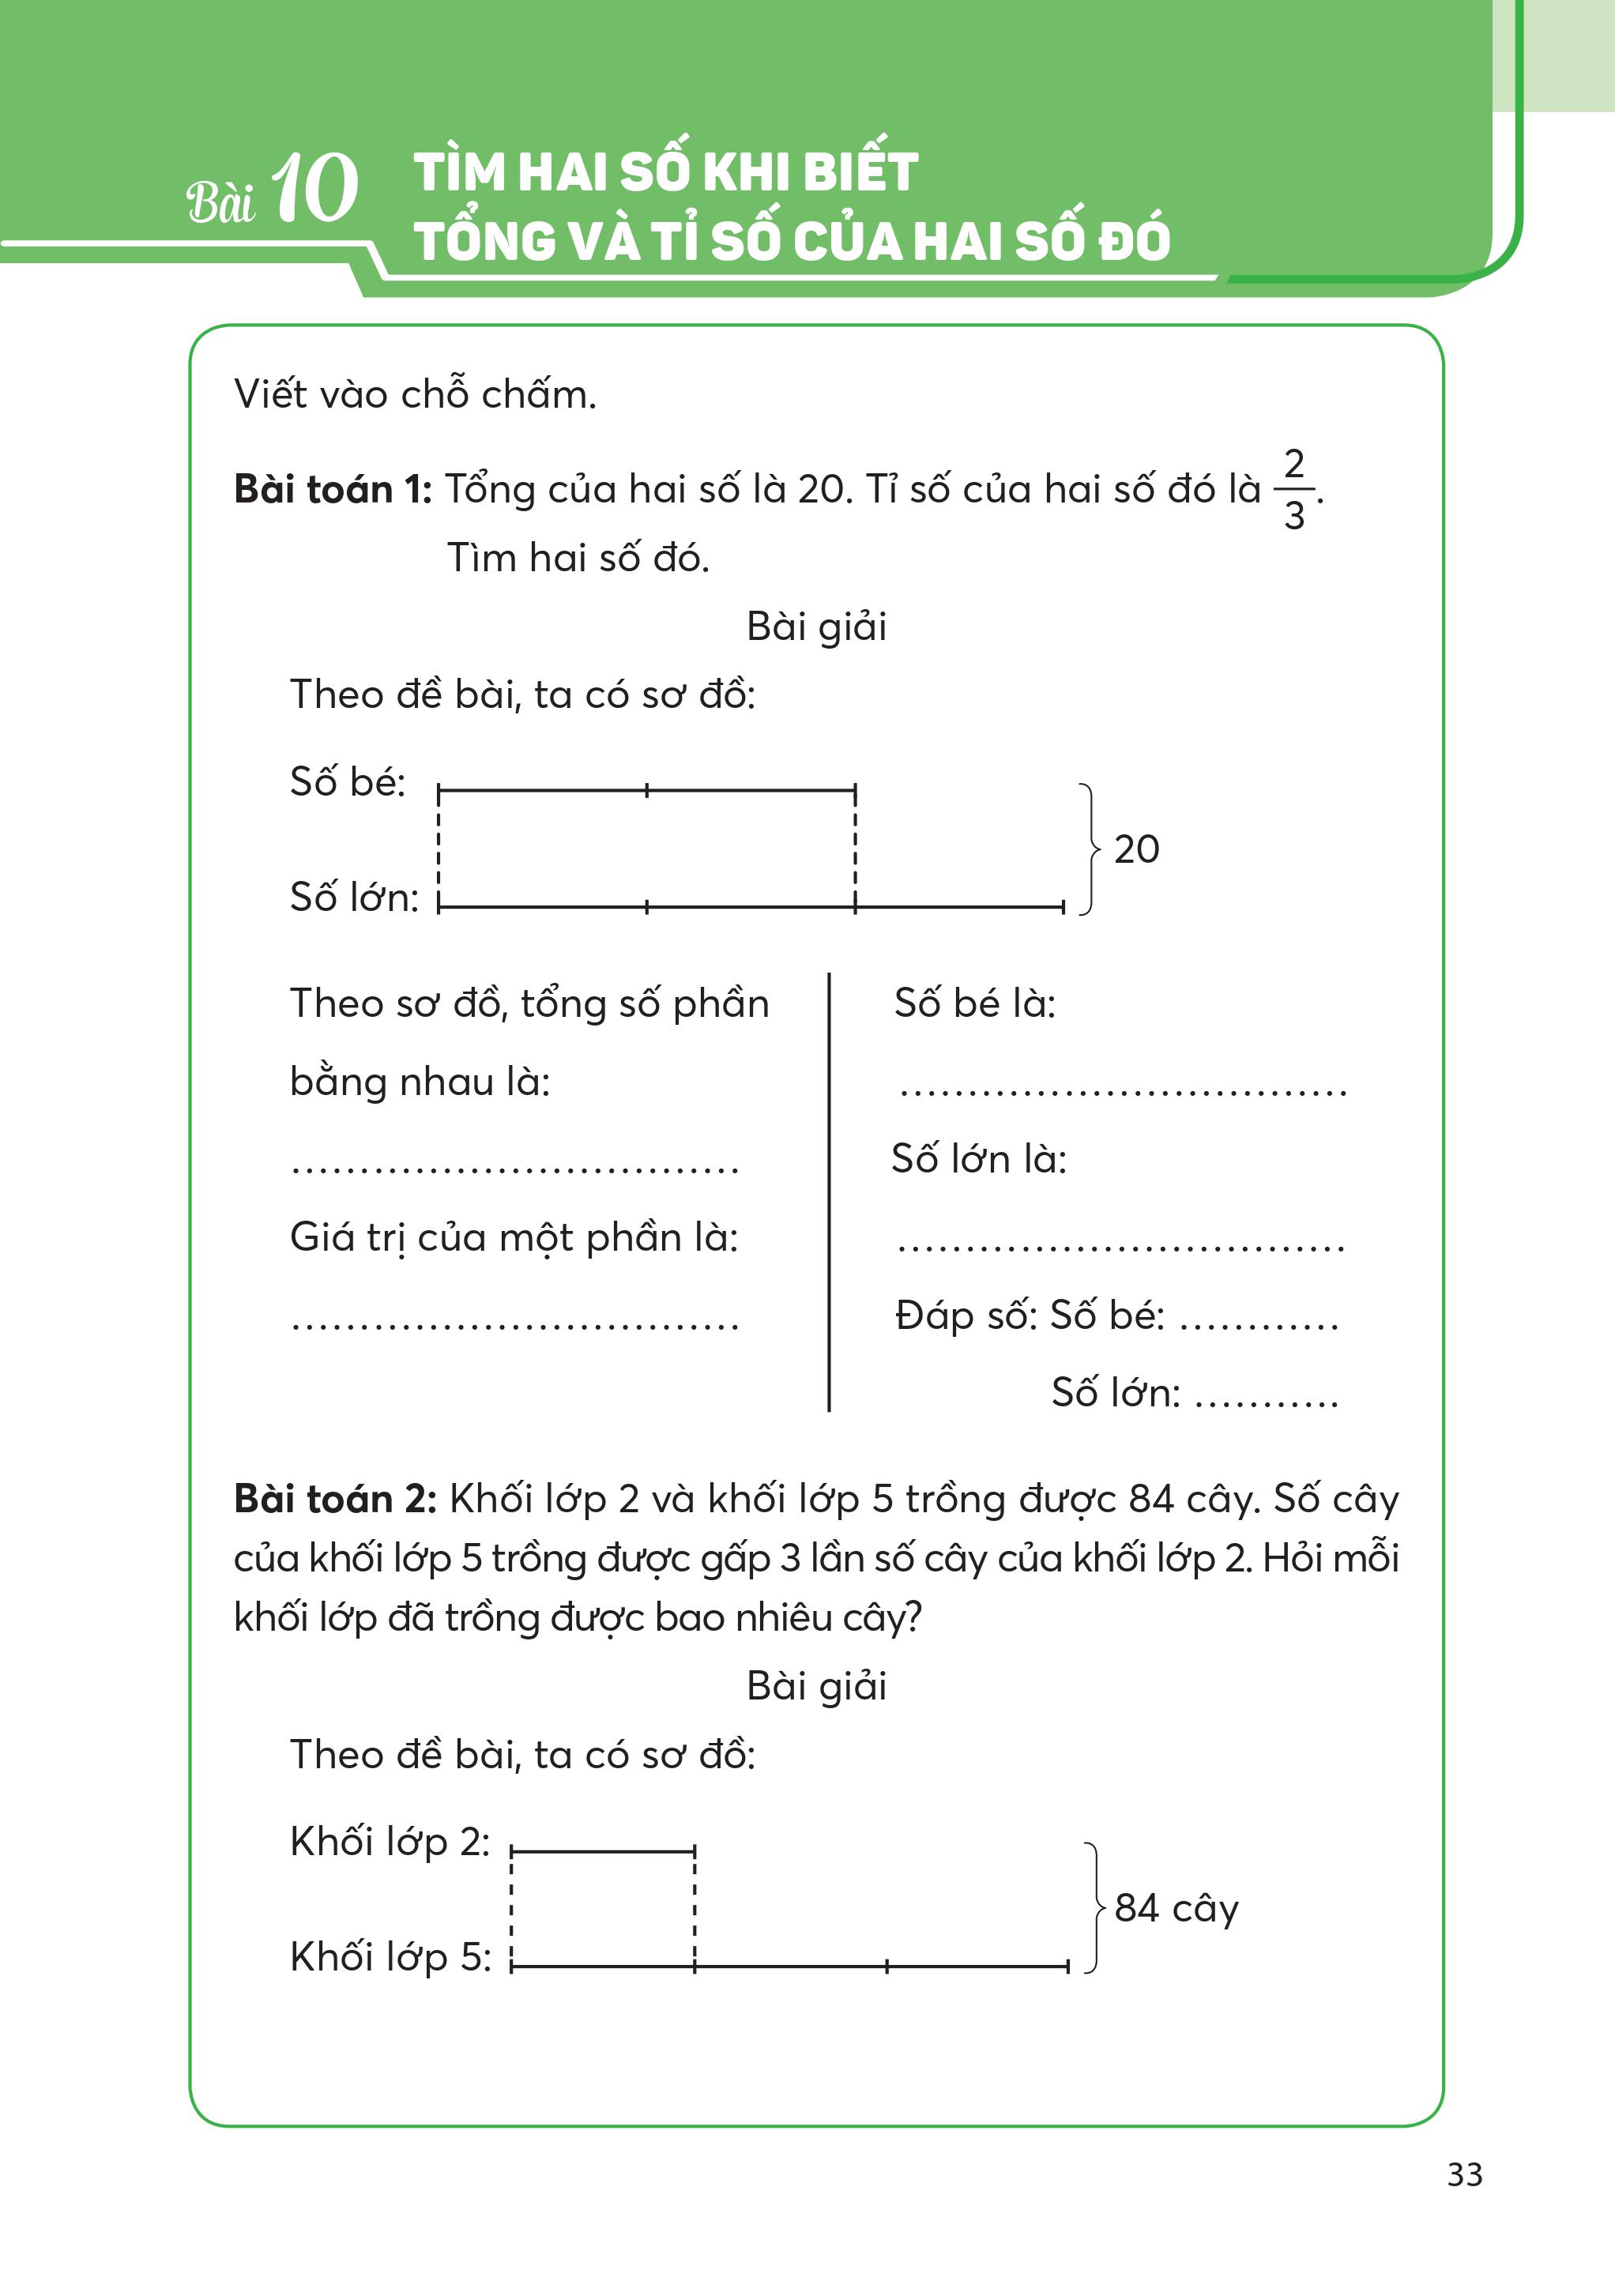 Bài 10
TÌM HAI SỐ KHI BIẾT
TỔNG VÀ TỈ SỐ CỦA HAI SỐ ĐÓ
Viết vào chỗ chấm.
Bài toán 1: Tổng của hai số là 20. Tỉ số của hai số đó là 2/3.
Tìm hai số đó.
Bài giải
Theo đề bài, ta có sơ đồ:
Số bé:
20
Số lớn:
Theo sơ đồ, tổng số phần
bằng nhau là:
.................................
Giá trị của một phần là:
.................................
Số bé là:
.................................
Số lớn là:
.................................
Đáp số: Số bé: ............
Số lớn: ...........
Bài toán 2: Khối lớp 2 và khối lớp 5 trồng được 84 cây. Số cây
của khối lớp 5 trồng được gấp 3 lần số cây của khối lớp 2. Hỏi mỗi
khối lớp đã trồng được bao nhiêu cây?
Bài giải
Theo đề bài, ta có sơ đồ:
Khối lớp 2:
84 cây
Khối lớp 5:
33